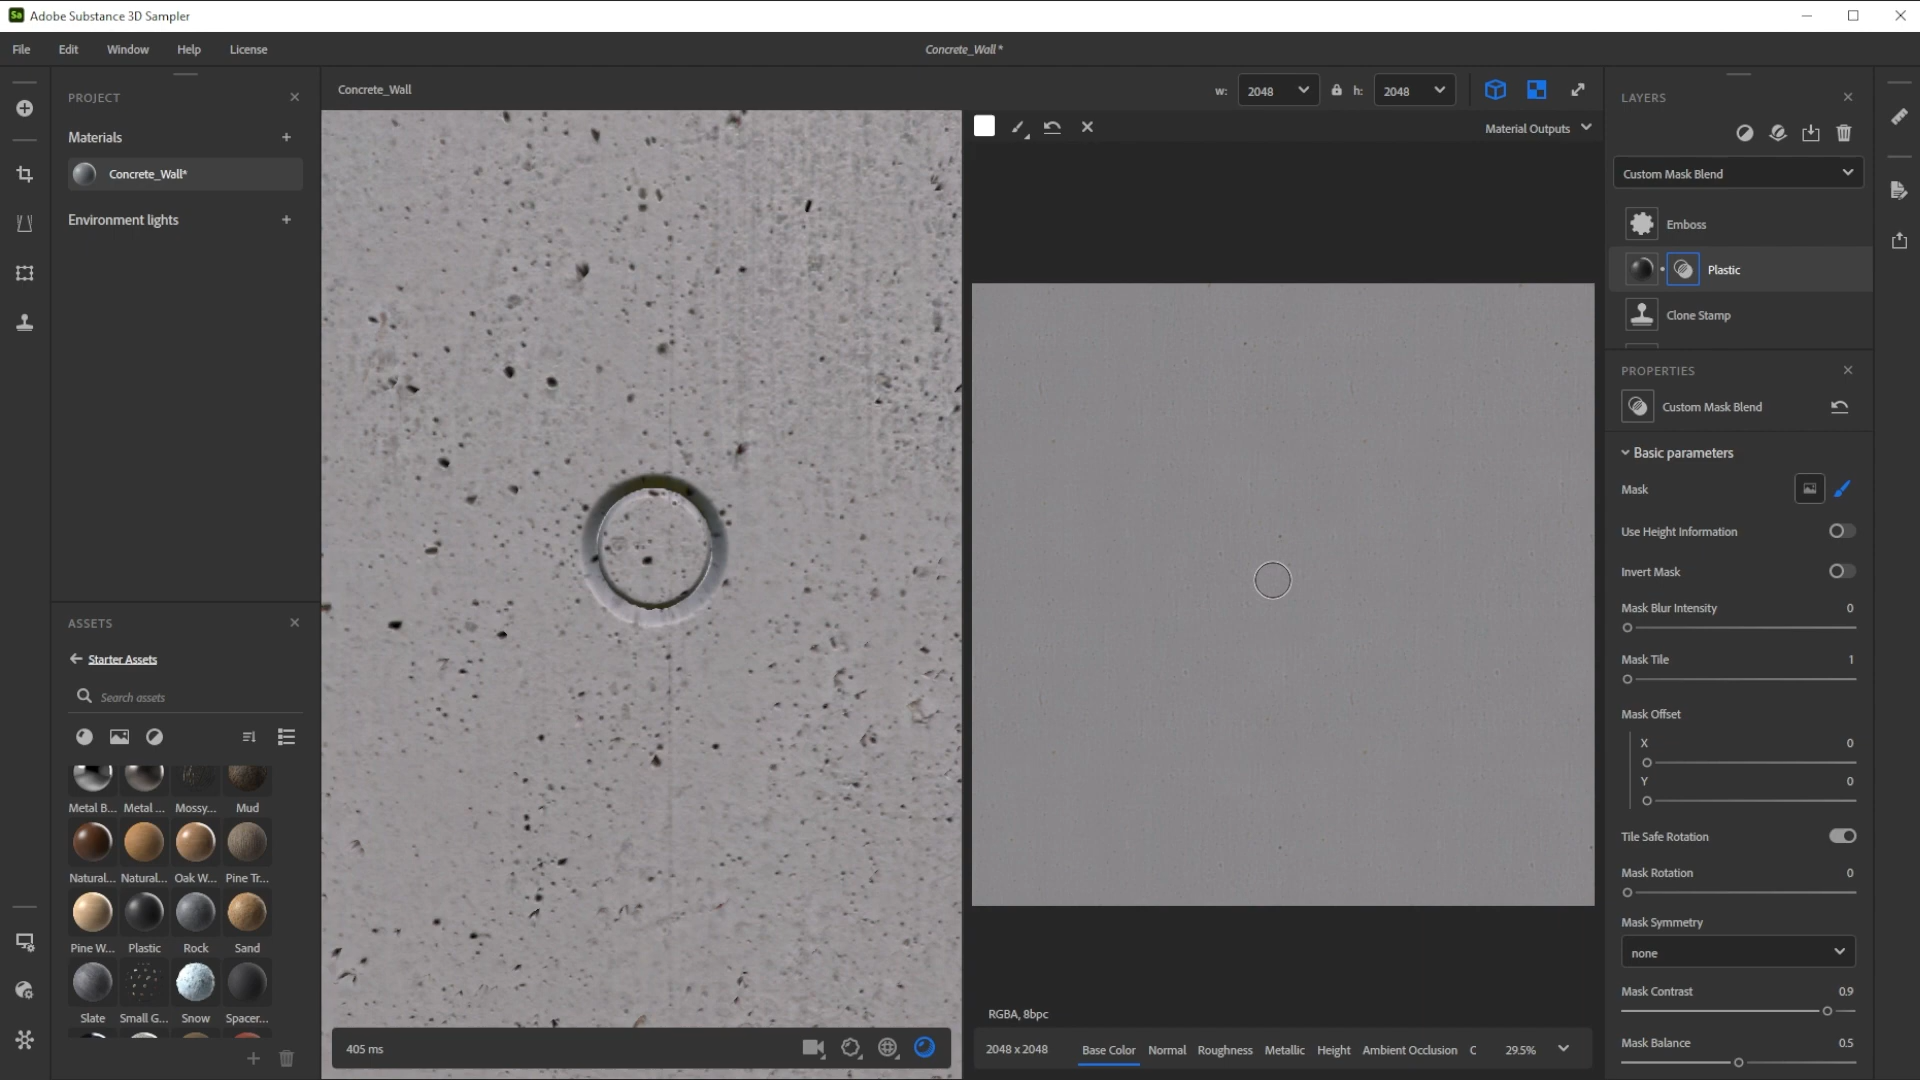 Adobe Substance 3D Sampler
File Edit Window Help License
Concrete_Wall *
PROJECT
Materials
Concrete_Wall*
Environment lights
ASSETS
Starter Assets
Search assets
Metal B... Metal ... Mossy... Mud
Natural... Natural... Oak W... Pine Tr...
Pine W... Plastic Rock Sand
Slate Small G... Snow Spacer...
Concrete_Wall
w: 2048 h: 2048
Material Outputs
405 ms
RGBA, 8bpc
2048 x 2048 Base Color Normal Roughness Metallic Height Ambient Occlusion C 29.5%
LAYERS
Custom Mask Blend
Emboss
Plastic
Clone Stamp
PROPERTIES
Custom Mask Blend
Basic parameters
Mask
Use Height Information
Invert Mask
Mask Blur Intensity 0
Mask Tile 1
Mask Offset
X 0
Y 0
Tile Safe Rotation
Mask Rotation 0
Mask Symmetry
none
Mask Contrast 0.9
Mask Balance 0.5